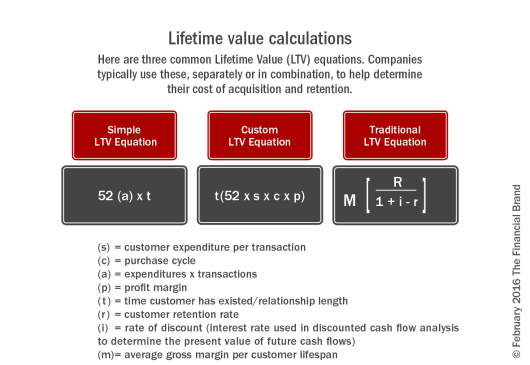 Lifetime value calculations
Here are three common Lifetime Value (LTV) equations. Companies
typically use these, separately or in combination, to help determine
their cost of acquisition and retention.
Simple
LTV Equation
Custom
LTV Equation
Traditional
LTV Equation
52 (a) x t
t(52 x s x c x p)
M [ R
1 + i - r ]
(s) = customer expenditure per transaction
(c) = purchase cycle
(a) = expenditures x transactions
(p) = profit margin
(t) = time customer has existed/relationship length
(r) = customer retention rate
(i) = rate of discount (interest rate used in discounted cash flow analysis
to determine the present value of future cash flows)
(m)= average gross margin per customer lifespan
© February 2016 The Financial Brand